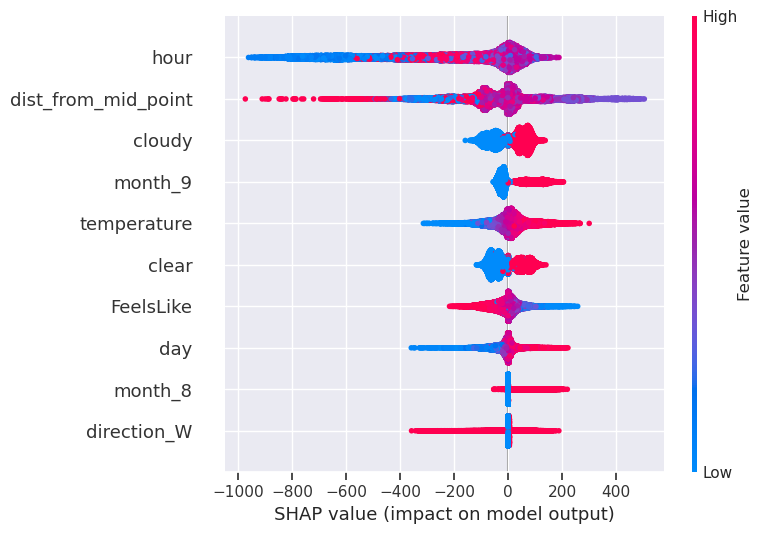 High
hour
dist_from_mid_point
cloudy
month_9
temperature
clear
FeelsLike
day
month_8
direction_W
Feature value
Low
−1000 −800 −600 −400 −200 0 200 400
SHAP value (impact on model output)